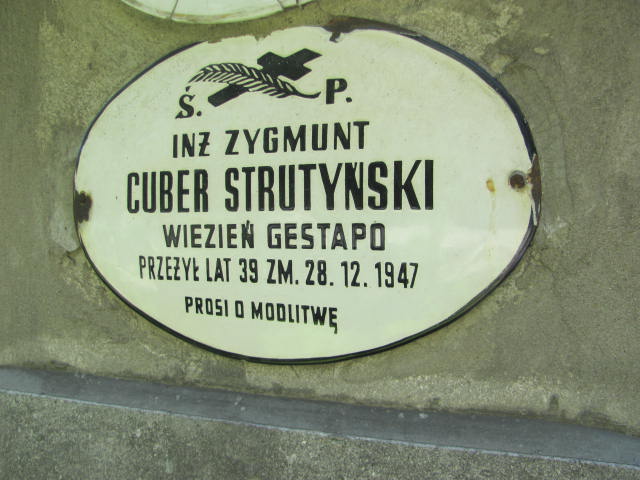 Ś. P.
INŻ ZYGMUNT
CUBER STRUTYŃSKI
WIEZIEŃ GESTAPO
PRZEŻYŁ LAT 39 ZM. 28. 12. 1947
PROSI O MODLITWĘ